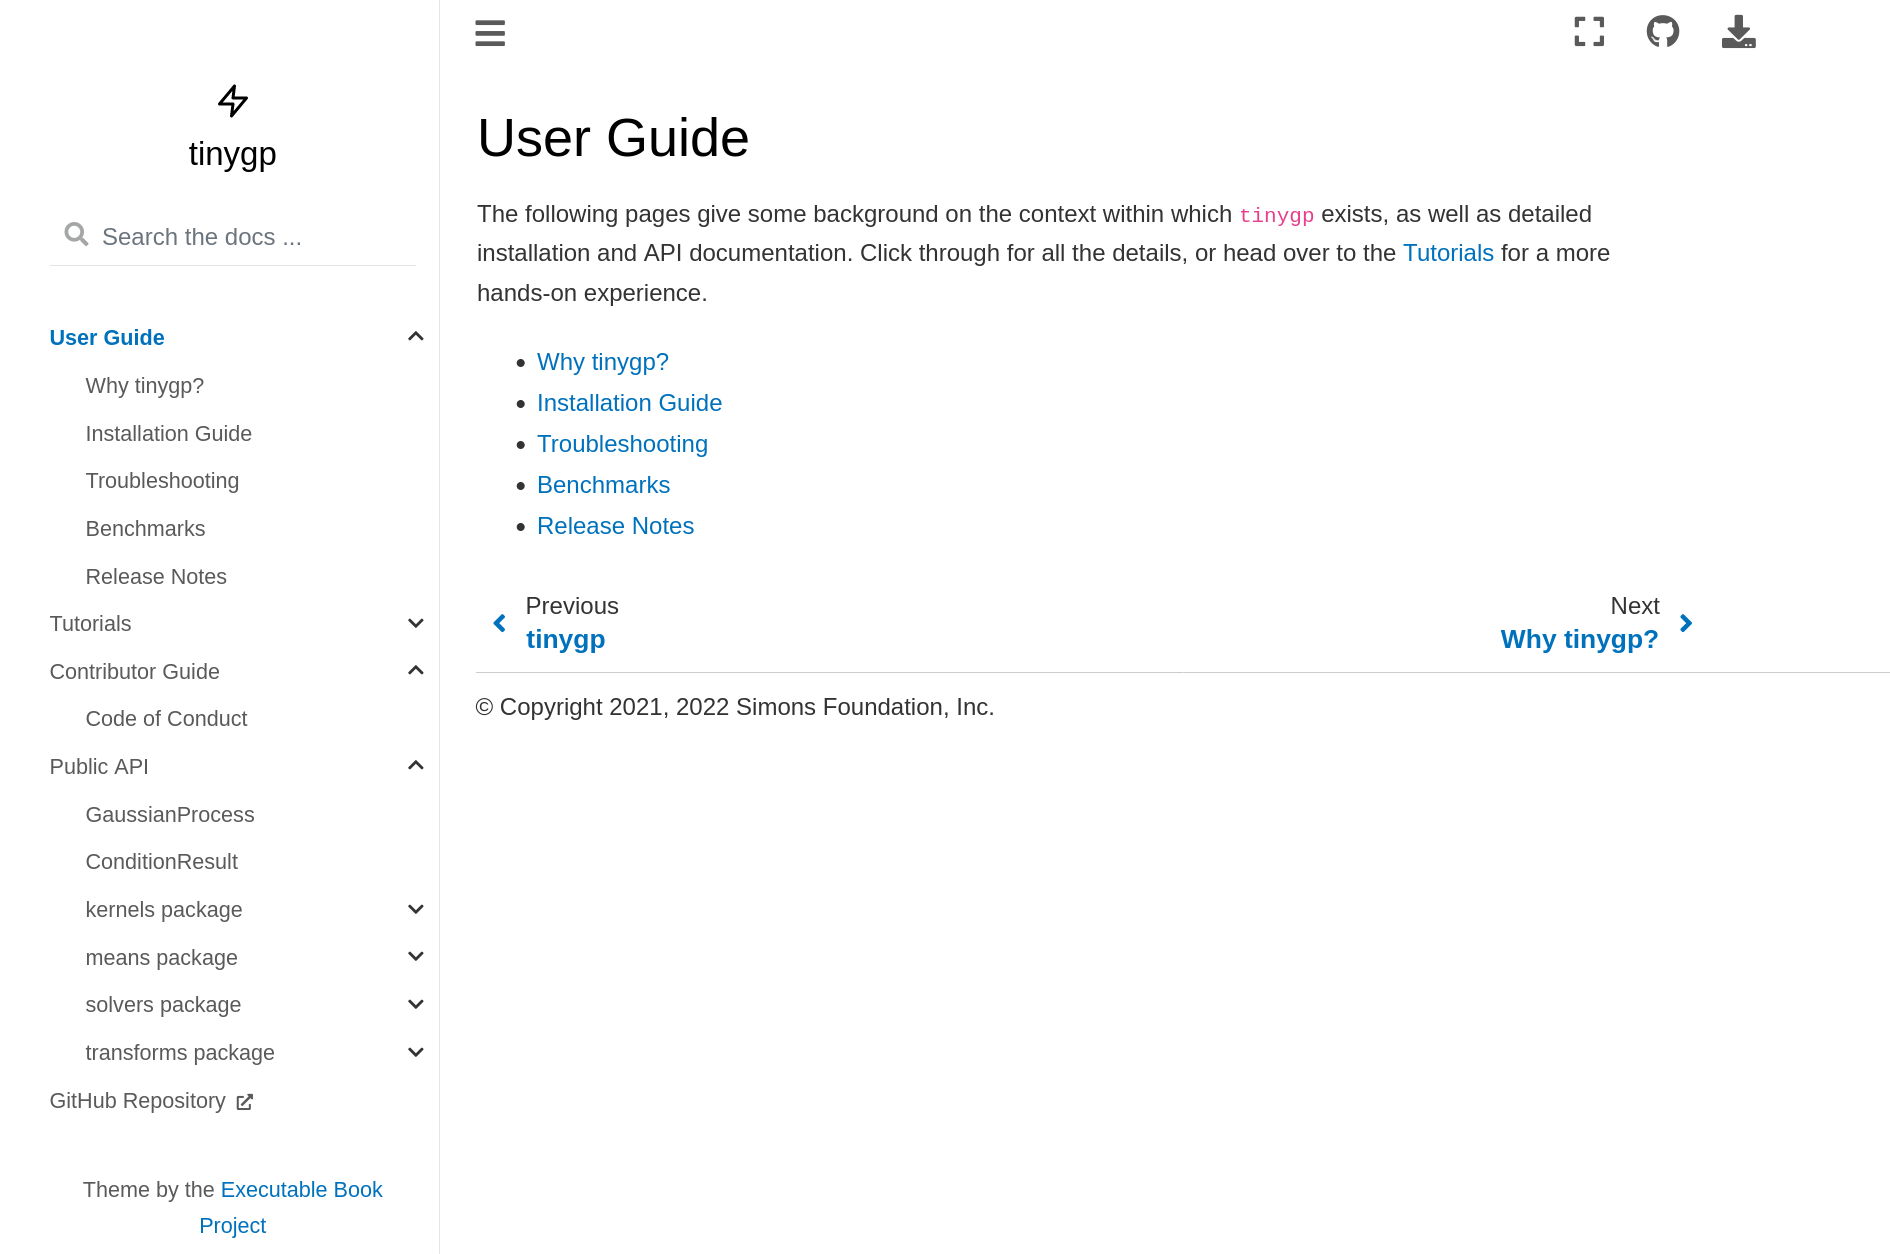 tinygp
Search the docs ...
User Guide
Why tinygp?
Installation Guide
Troubleshooting
Benchmarks
Release Notes
Tutorials
Contributor Guide
Code of Conduct
Public API
GaussianProcess
ConditionResult
kernels package
means package
solvers package
transforms package
GitHub Repository
Theme by the Executable Book
Project
User Guide
The following pages give some background on the context within which tinygp exists, as well as detailed
installation and API documentation. Click through for all the details, or head over to the Tutorials for a more
hands-on experience.
• Why tinygp?
• Installation Guide
• Troubleshooting
• Benchmarks
• Release Notes
Previous
tinygp
Next
Why tinygp?
© Copyright 2021, 2022 Simons Foundation, Inc.